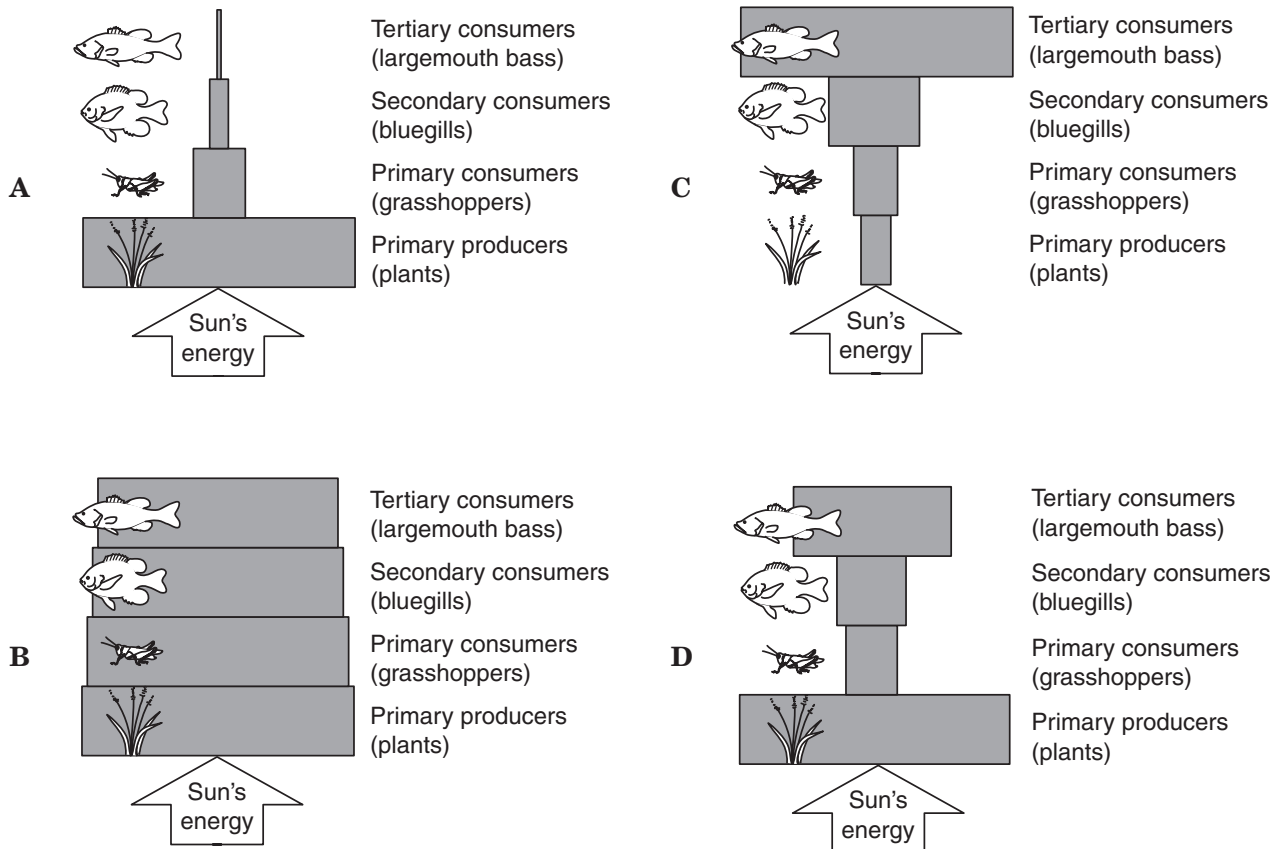 A
Tertiary consumers
(largemouth bass)
Secondary consumers
(bluegills)
Primary consumers
(grasshoppers)
Primary producers
(plants)
Sun's
energy
B
Tertiary consumers
(largemouth bass)
Secondary consumers
(bluegills)
Primary consumers
(grasshoppers)
Primary producers
(plants)
Sun's
energy
C
Tertiary consumers
(largemouth bass)
Secondary consumers
(bluegills)
Primary consumers
(grasshoppers)
Primary producers
(plants)
Sun's
energy
D
Tertiary consumers
(largemouth bass)
Secondary consumers
(bluegills)
Primary consumers
(grasshoppers)
Primary producers
(plants)
Sun's
energy